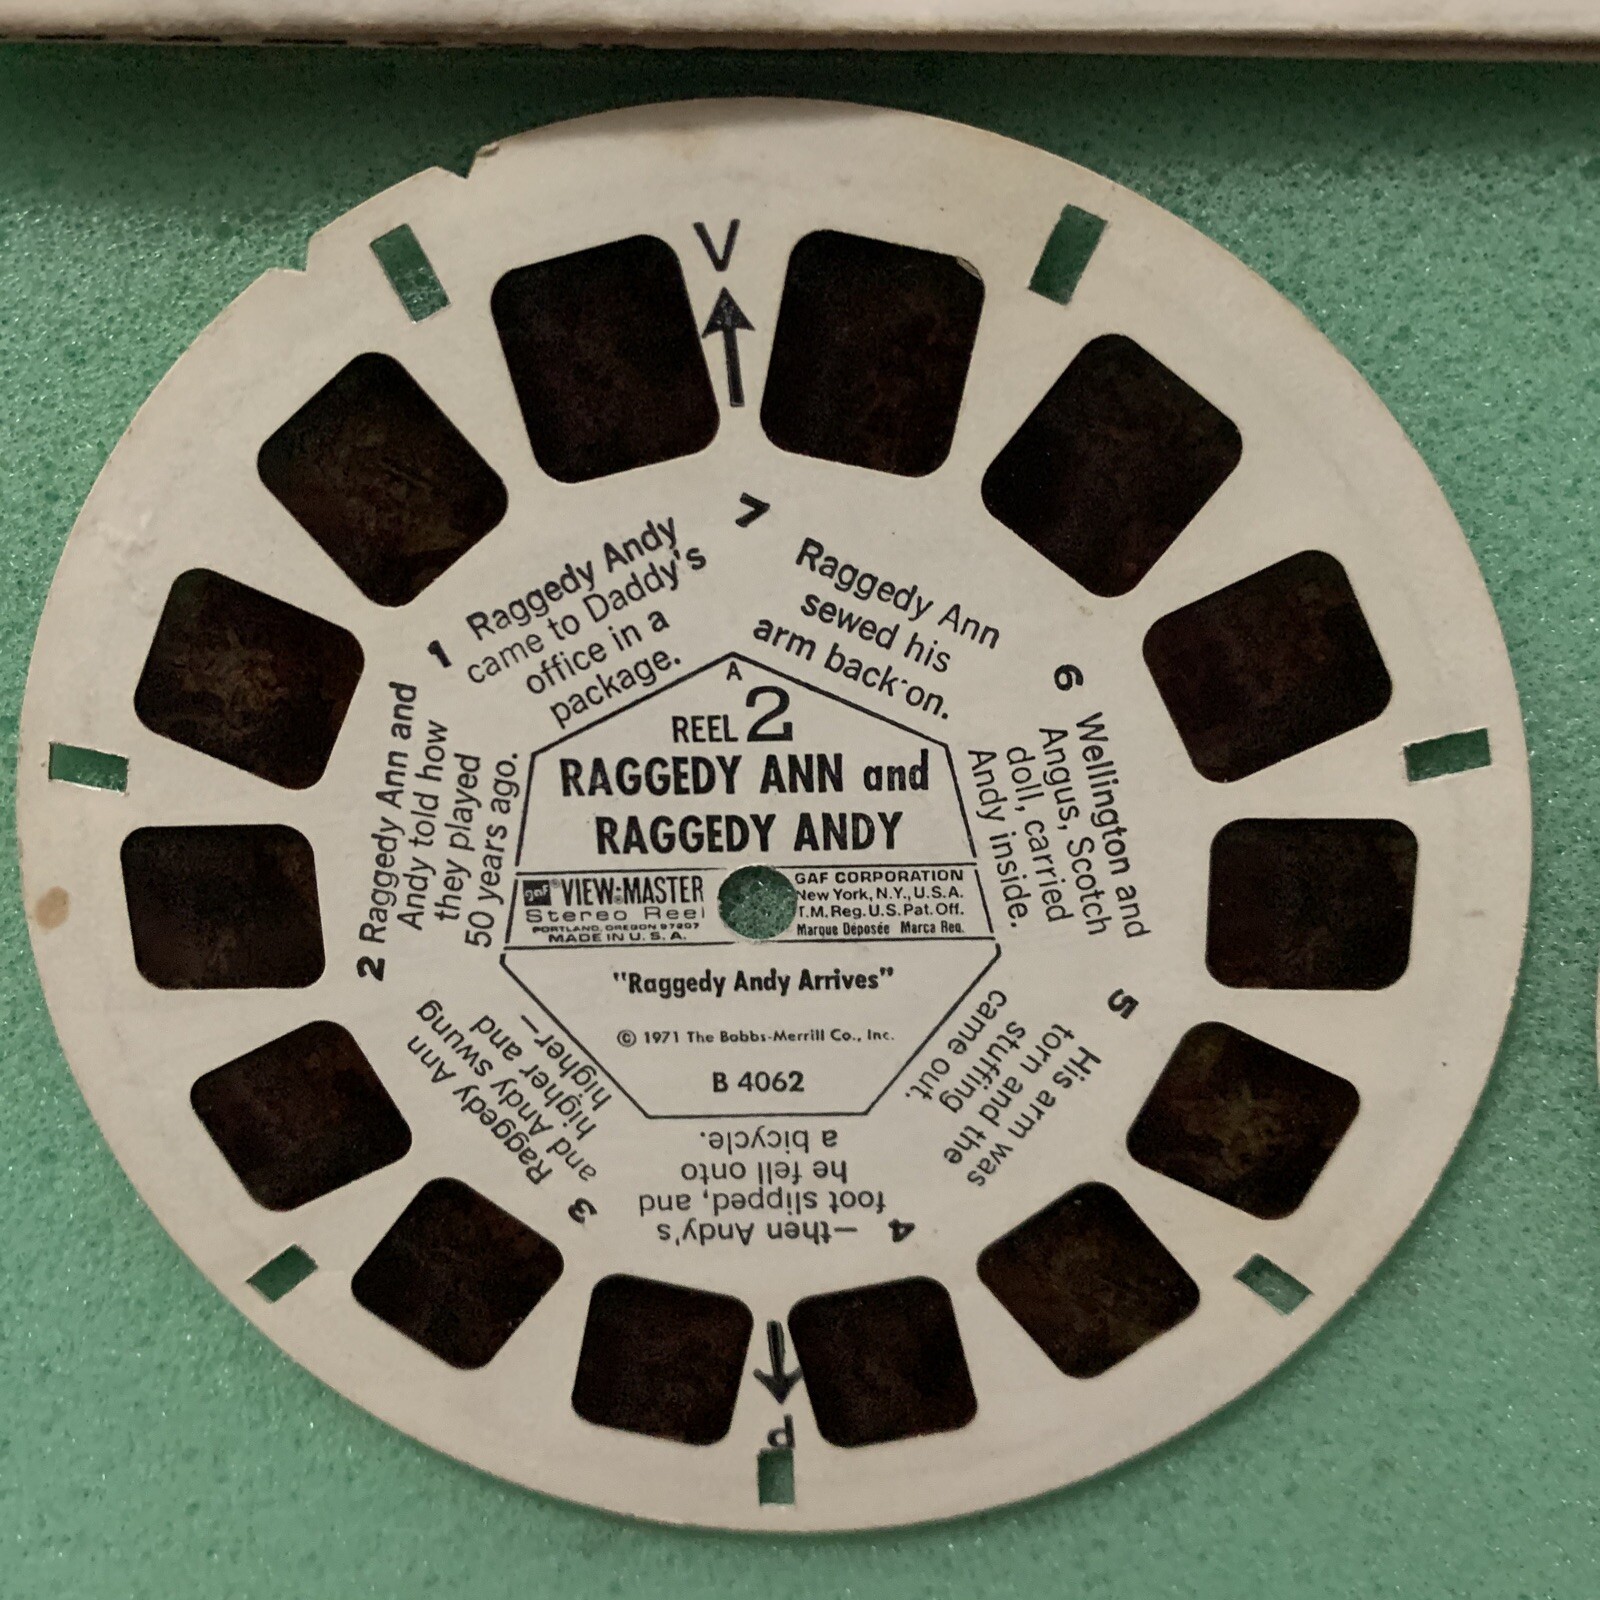 V
A
REEL 2
RAGGEDY ANN and
RAGGEDY ANDY
gaf® VIEW-MASTER
Stereo Reel
PORTLAND, OREGON 97207
MADE IN U.S.A.
GAF CORPORATION
New York, N.Y., U.S.A.
T.M. Reg. U.S. Pat. Off.
Marque Déposée Marca Reg.
"Raggedy Andy Arrives"
© 1971 The Bobbs-Merrill Co., Inc.
B 4062
1 Raggedy Andy
came to Daddy's
office in a
package.
2 Raggedy Ann and
Andy told how
they played
50 years ago.
3 Raggedy Ann
and Andy swung
higher and
higher—
4 —then Andy's
foot slipped, and
he fell onto
a bicycle.
5 His arm was
torn and the
stuffing
came out.
6 Wellington and
Angus, Scotch
doll, carried
Andy inside.
7 Raggedy Ann
sewed his
arm back on.
P